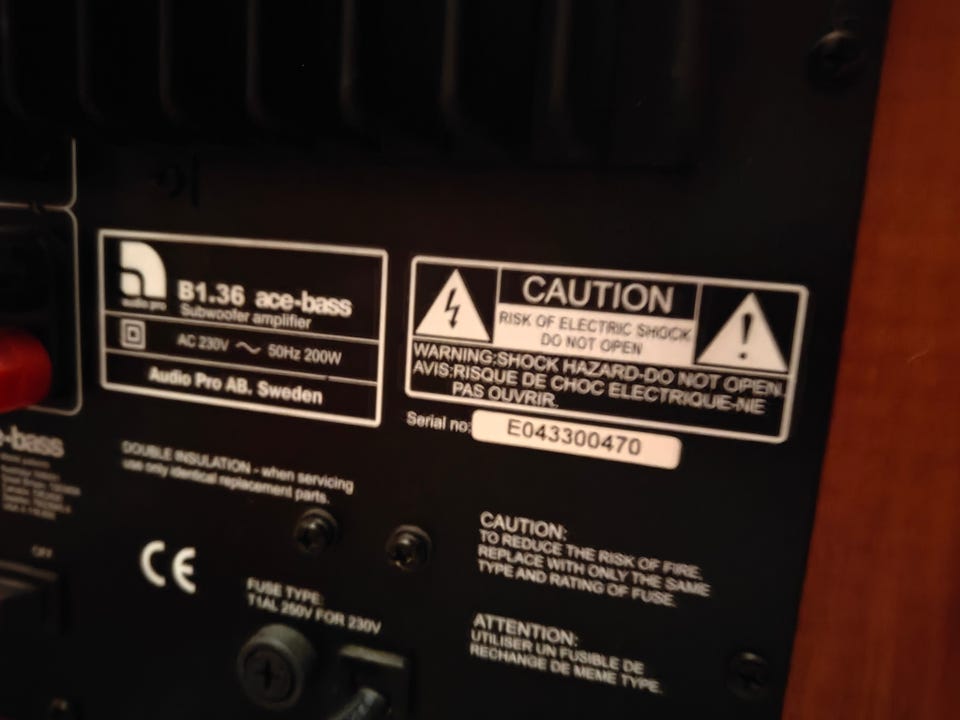 audio pro
B1.36 ace-bass
Subwoofer amplifier
AC 230V ~ 50Hz 200W
Audio Pro AB. Sweden
CAUTION
RISK OF ELECTRIC SHOCK
DO NOT OPEN
WARNING:SHOCK HAZARD-DO NOT OPEN.
AVIS:RISQUE DE CHOC ELECTRIQUE-NE
PAS OUVRIR.
Serial no: E043300470
-bass
DOUBLE INSULATION - when servicing
use only identical replacement parts.
OFF
CE
FUSE TYPE:
T1AL 250V FOR 230V
CAUTION:
TO REDUCE THE RISK OF FIRE.
REPLACE WITH ONLY THE SAME
TYPE AND RATING OF FUSE.
ATTENTION:
UTILISER UN FUSIBLE DE
RECHANGE DE MEME TYPE.